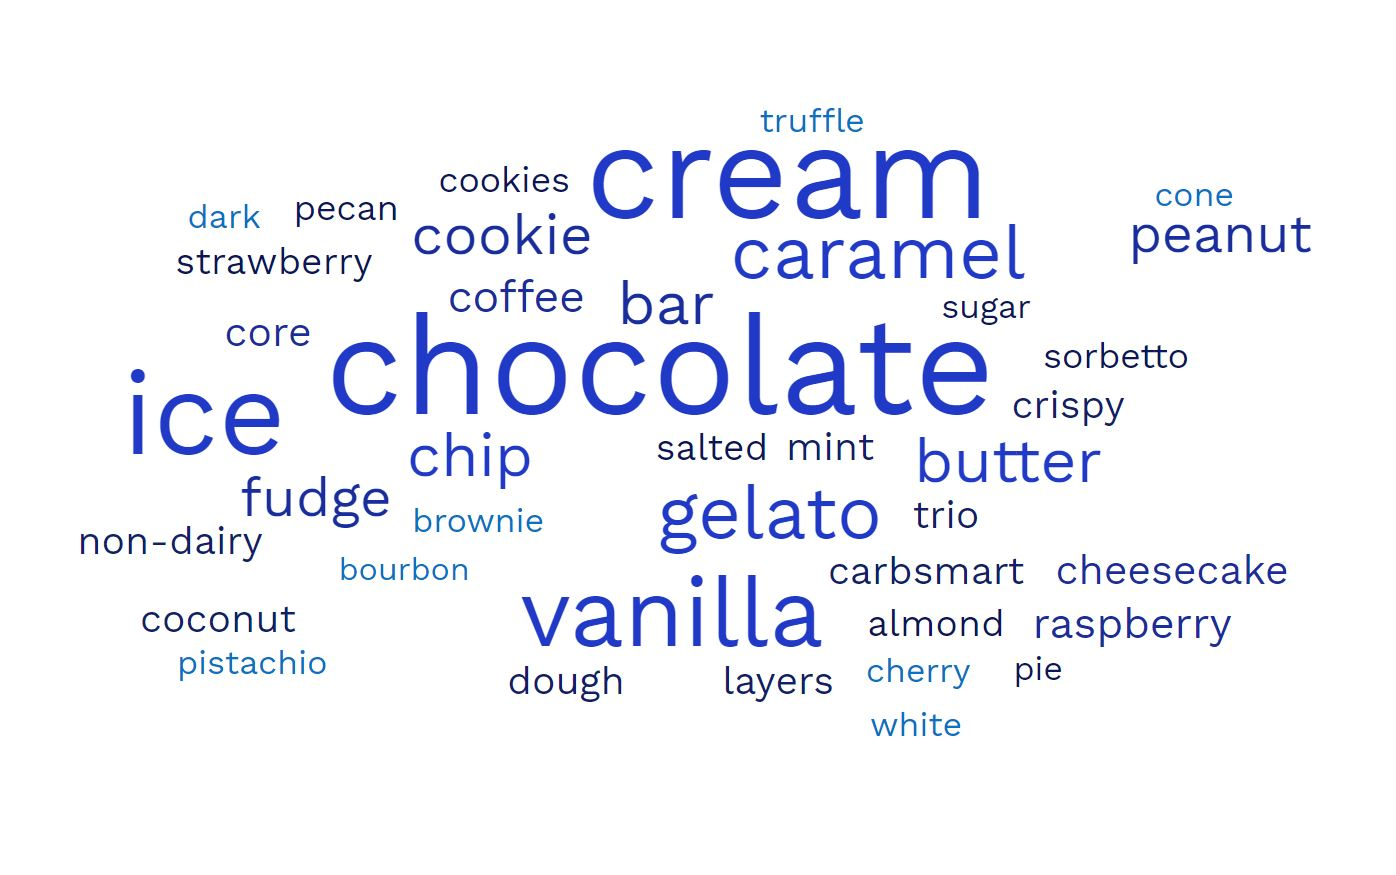 truffle
cream
cookies
cone
dark
pecan
cookie
peanut
caramel
strawberry
coffee
bar
sugar
core
chocolate
sorbetto
ice
crispy
chip
salted
mint
butter
fudge
gelato
brownie
trio
non-dairy
bourbon
carbsmart
cheesecake
vanilla
coconut
almond
raspberry
pistachio
dough
layers
cherry
pie
white